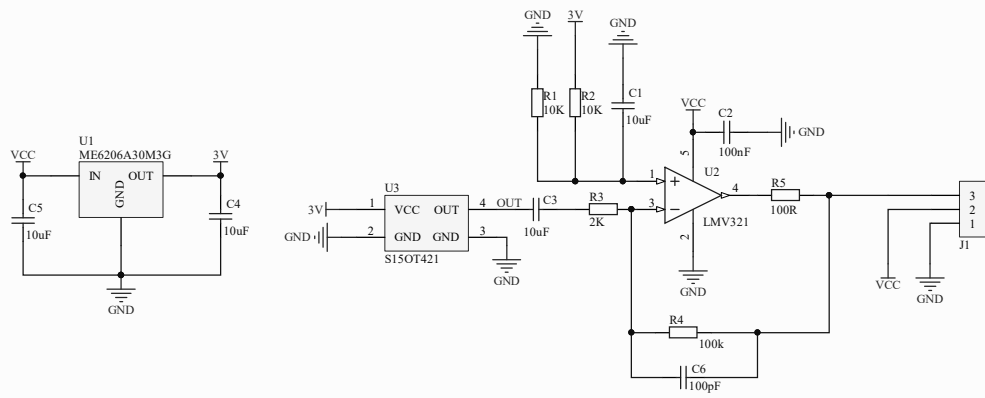 U1
ME6206A30M3G
VCC
3V
IN
OUT
GND
C5
10uF
C4
10uF
GND
GND
3V
GND
R1
10K
R2
10K
C1
10uF
VCC
C2
100nF
GND
5
U2
1
3
4
2
LMV321
GND
U3
3V
1
VCC
OUT
4
OUT
GND
2
GND
GND
3
S15OT421
GND
C3
10uF
R3
2K
R5
100R
3
2
1
J1
VCC
GND
R4
100k
C6
100pF